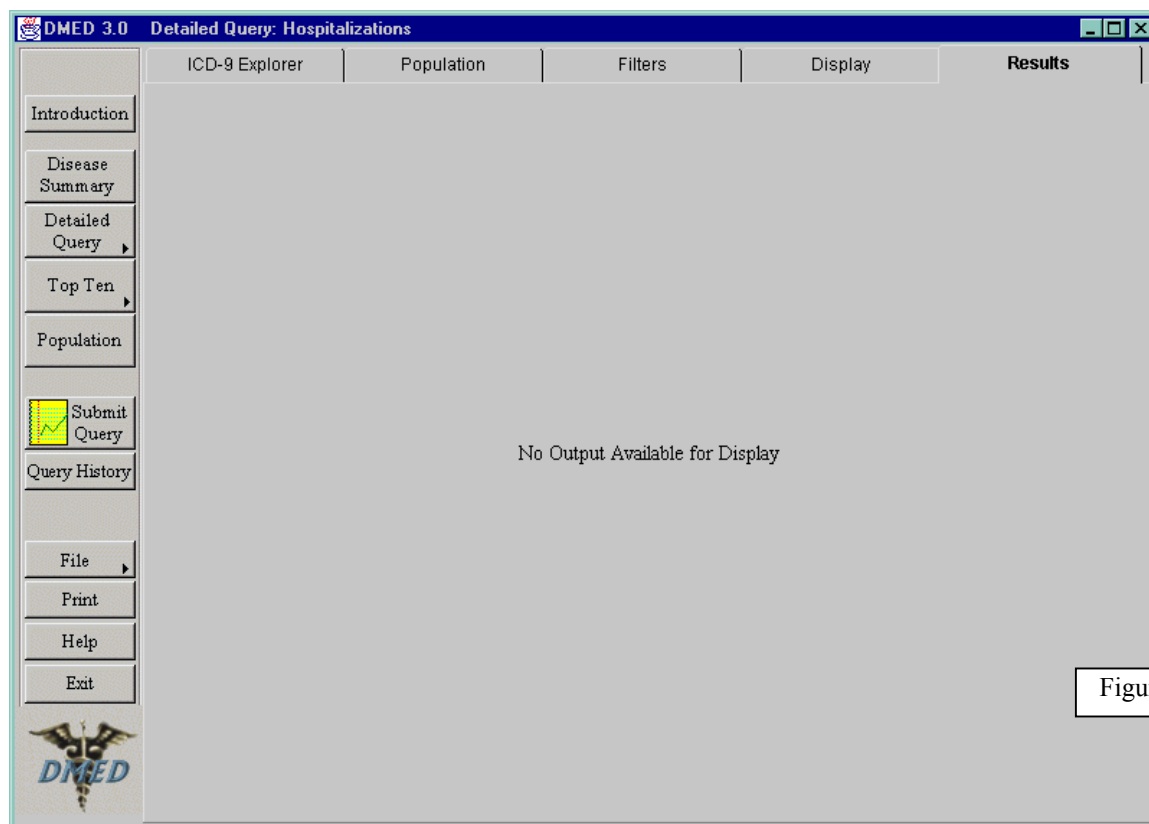 DMED 3.0 Detailed Query: Hospitalizations
ICD-9 Explorer Population Filters Display Results
Introduction
Disease
Summary
Detailed
Query
Top Ten
Population
Submit
Query
Query History
No Output Available for Display
File
Print
Help
Exit
Figu
DMED